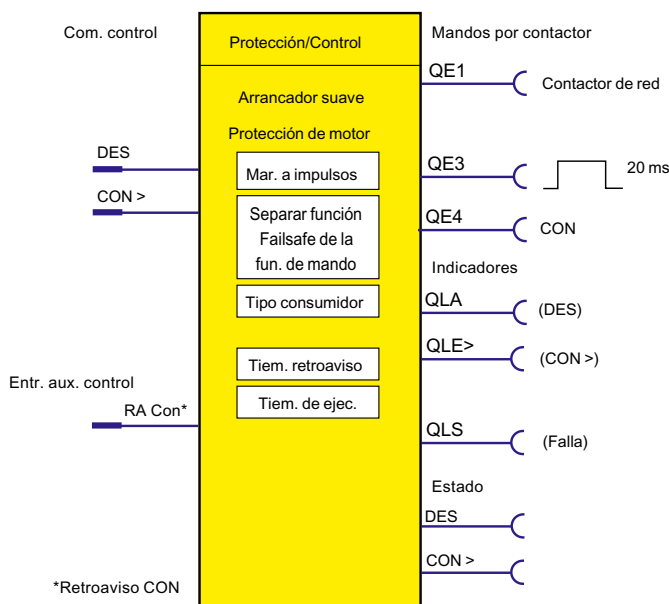 Com. control
Protección/Control
Mandos por contactor
QE1
Contactor de red
Arrancador suave
Protección de motor
DES
Mar. a impulsos
QE3
20 ms
CON >
Separar función
Failsafe de la
fun. de mando
QE4
CON
Indicadores
Tipo consumidor
QLA
(DES)
QLE>
(CON >)
Tiem. retroaviso
Entr. aux. control
Tiem. de ejec.
RA Con*
QLS
(Falla)
Estado
DES
CON >
*Retroaviso CON